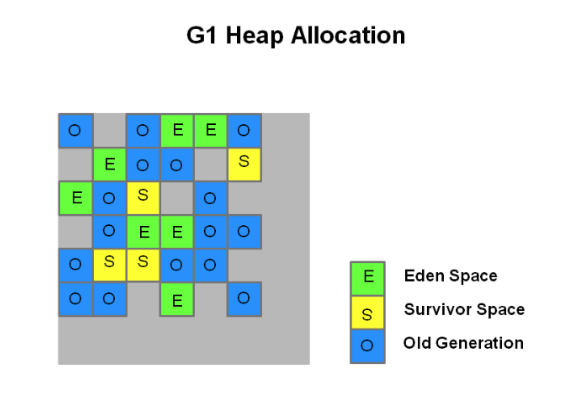 G1 Heap Allocation
O O E E O
E O O S
E O S O
O E E O O
O S S O O
O O E O
E Eden Space
S Survivor Space
O Old Generation